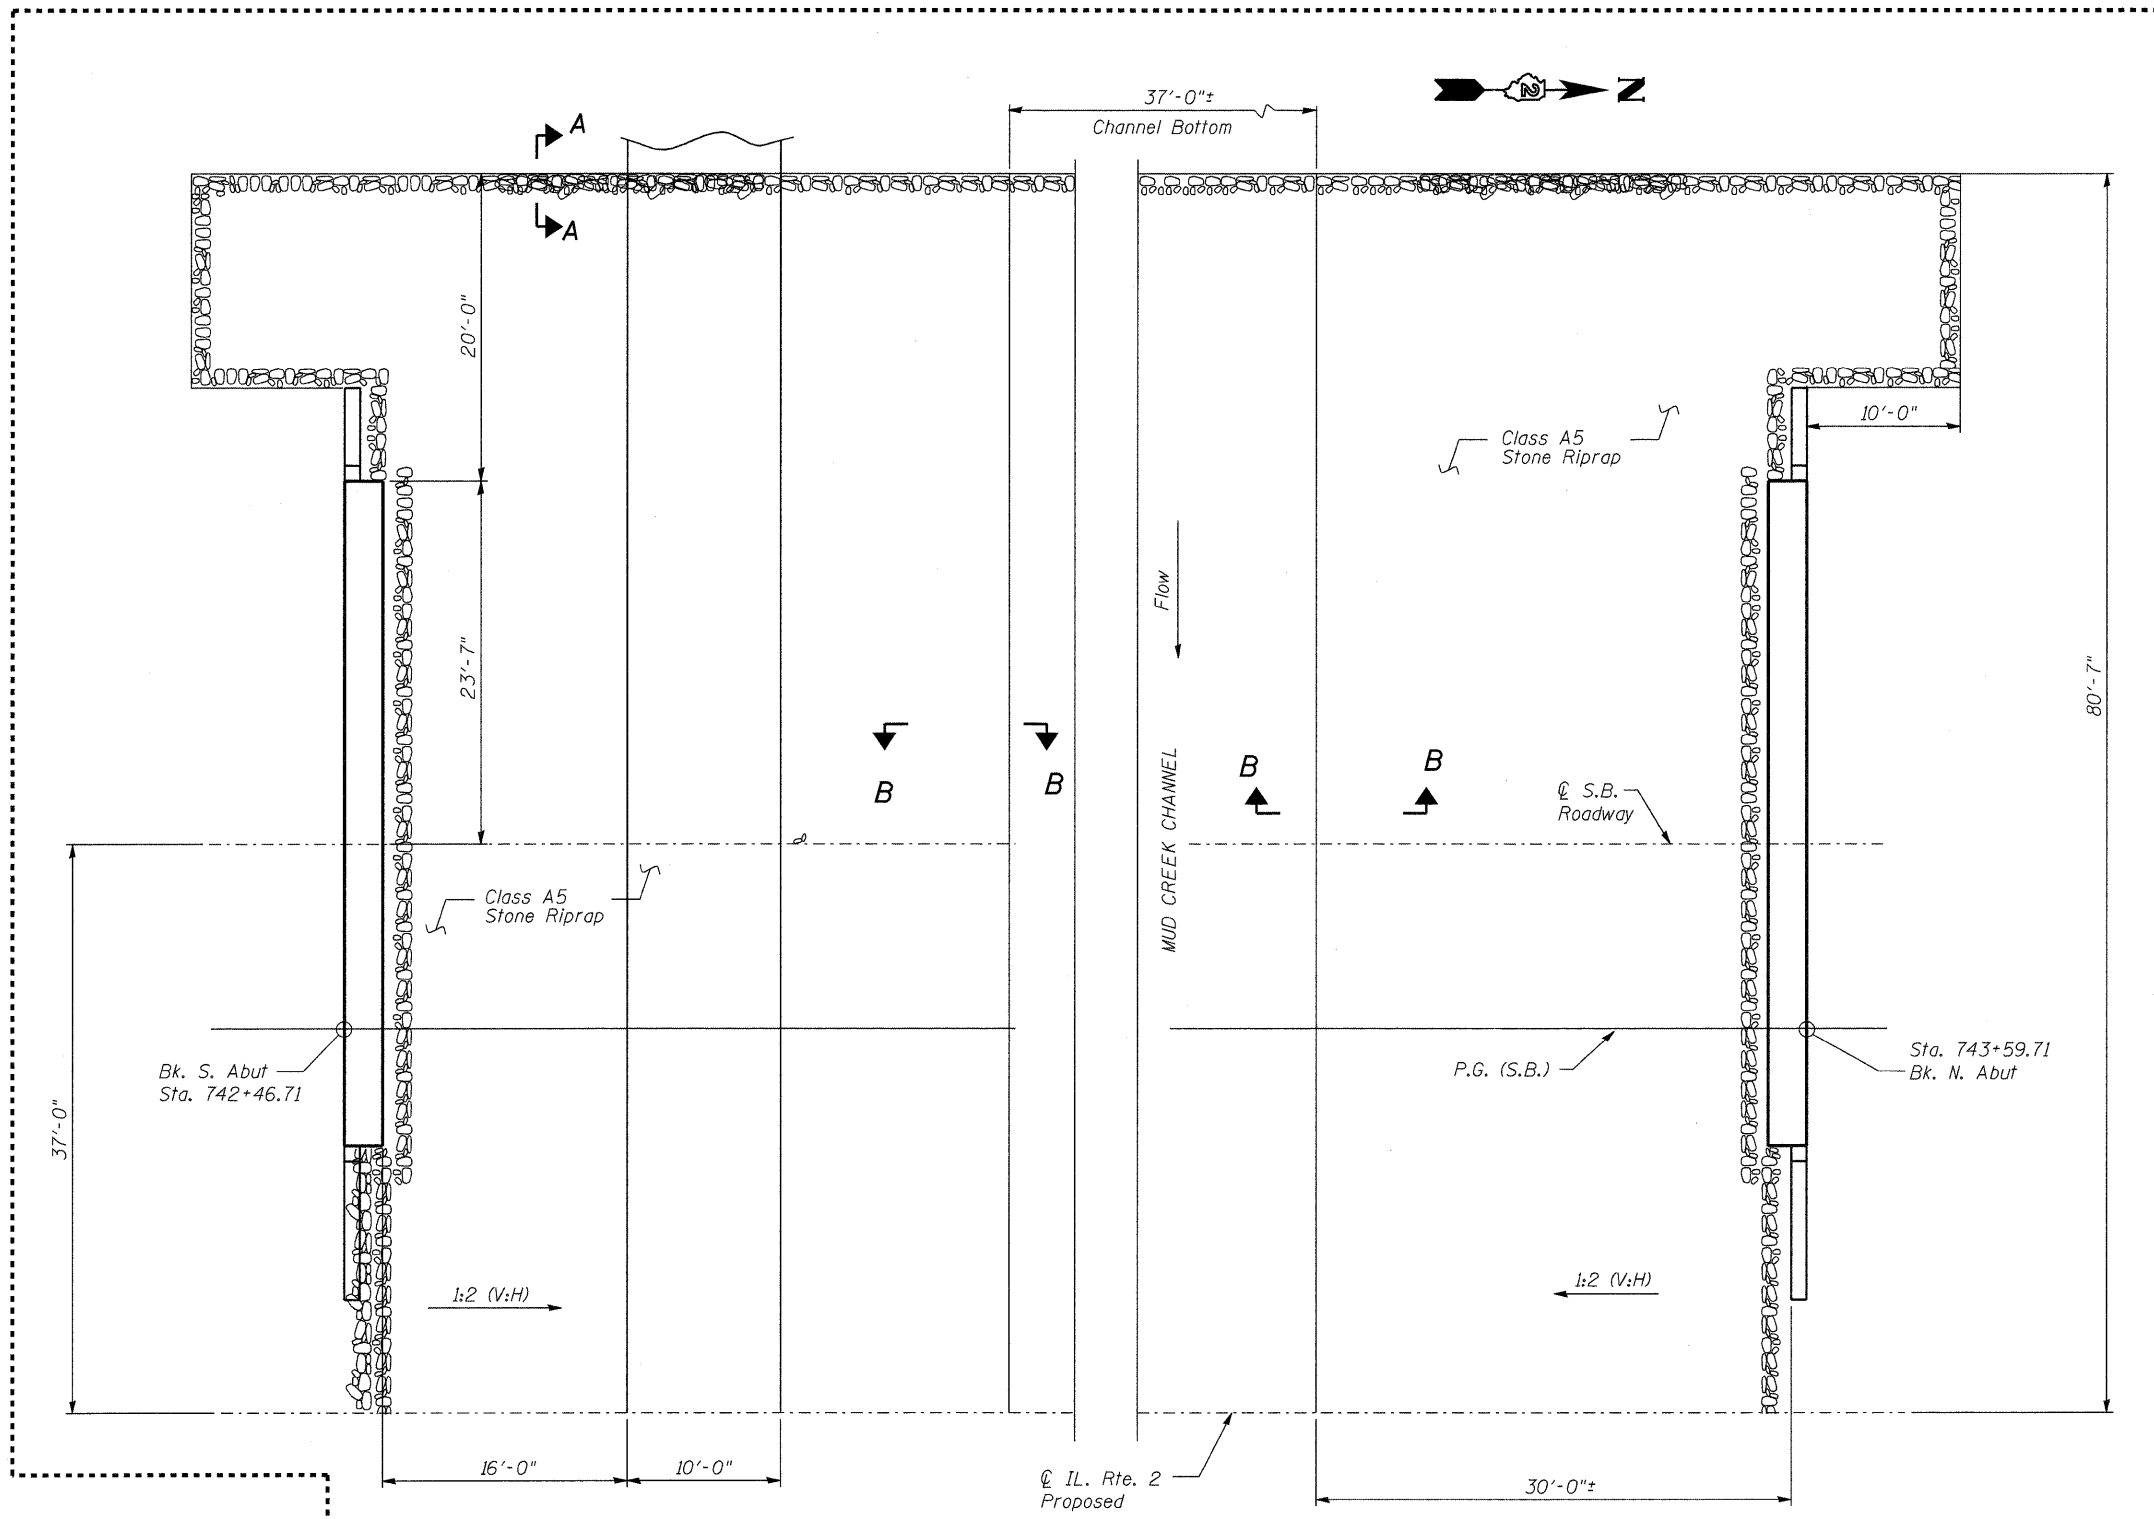 37'-0"±
Channel Bottom
2
N
A
A
20'-0"
10'-0"
Class A5
Stone Riprap
Flow
23'-7"
80'-7"
B
B
B
B
MUD CREEK CHANNEL
℄ S.B.
Roadway
Class A5
Stone Riprap
Bk. S. Abut
Sta. 742+46.71
P.G. (S.B.)
Sta. 743+59.71
Bk. N. Abut
37'-0"
1:2 (V:H)
1:2 (V:H)
16'-0"
10'-0"
℄ IL. Rte. 2
Proposed
30'-0"±